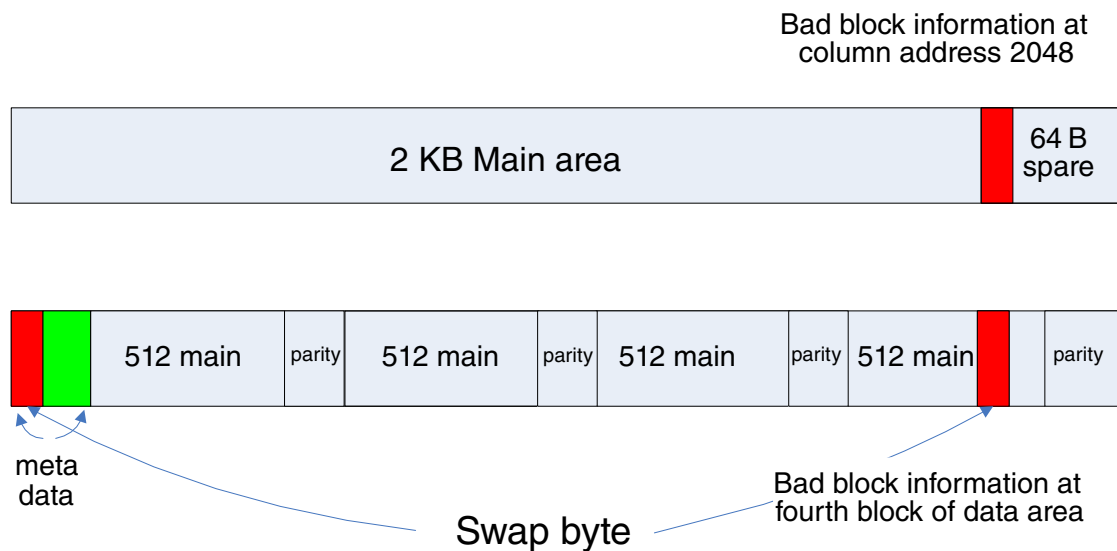 Bad block information at
column address 2048
2 KB Main area
64 B
spare
512 main
parity
512 main
parity
512 main
parity
512 main
parity
meta
data
Swap byte
Bad block information at
fourth block of data area